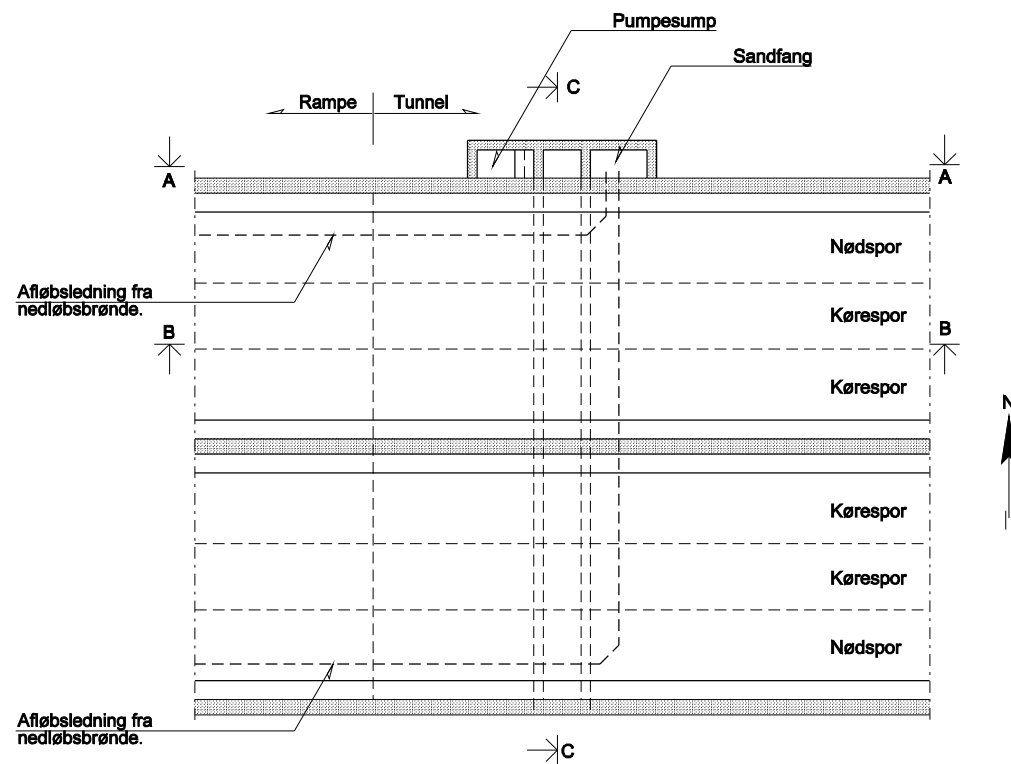 Pumpesump
Sandfang
C
Rampe
Tunnel
A
A
Nødspor
Afløbsledning fra
nedløbsbrønde.
Kørespor
B
B
Kørespor
N
Kørespor
Kørespor
Nødspor
Afløbsledning fra
nedløbsbrønde.
C